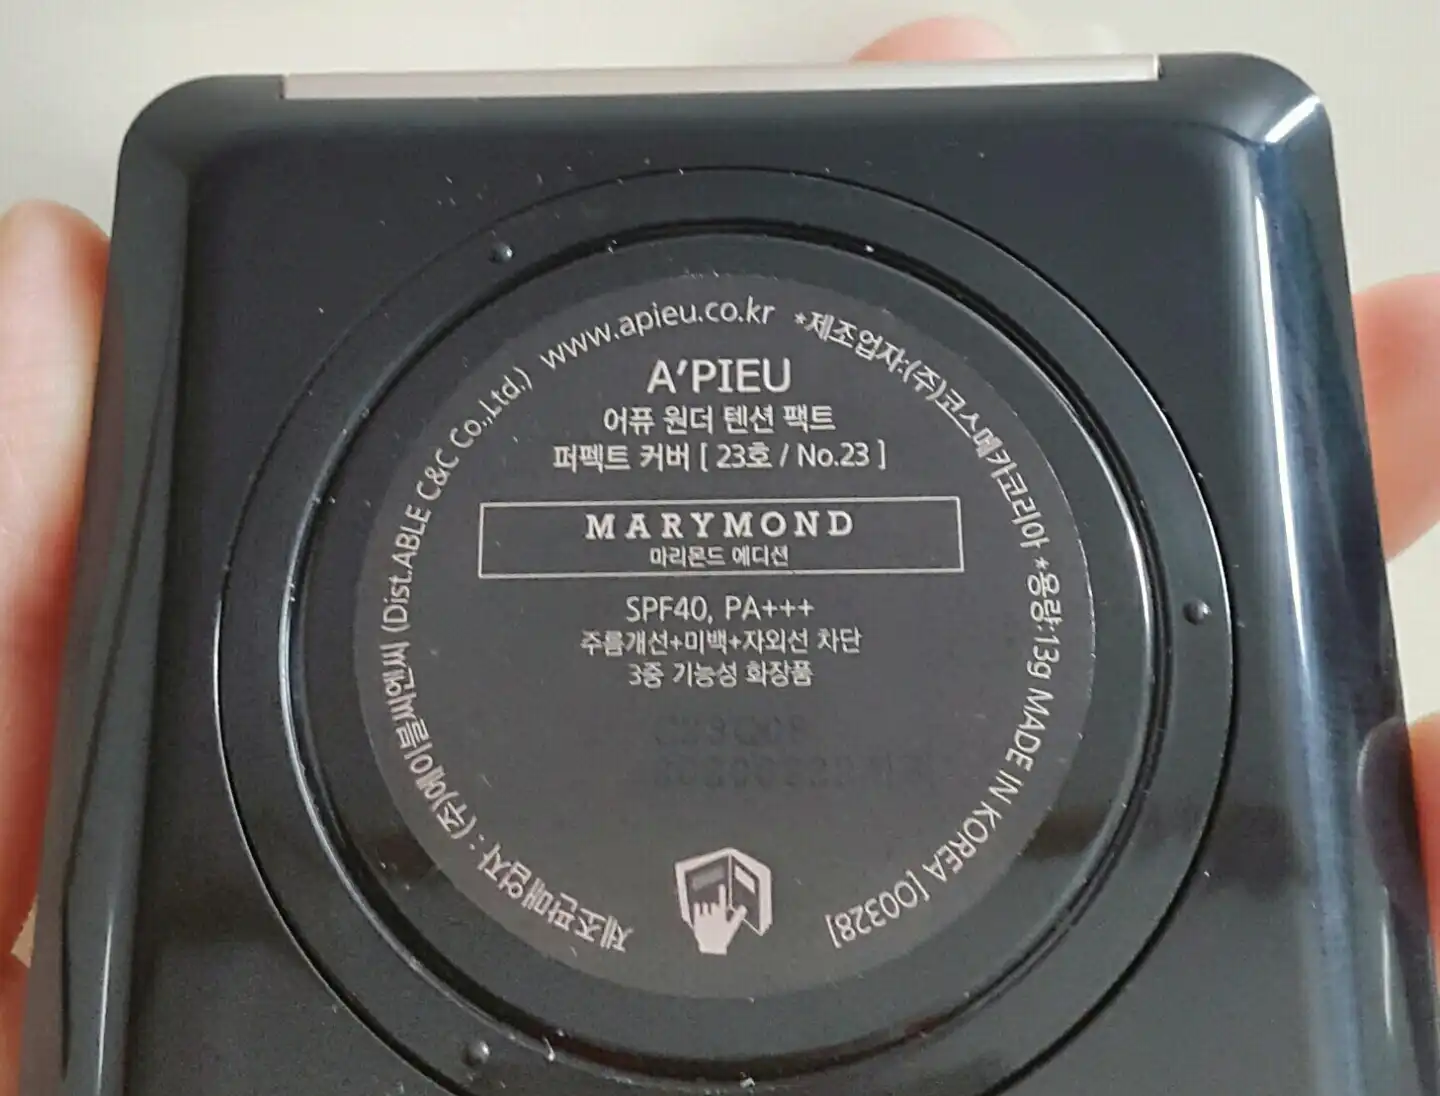 A'PIEU
어퓨 원더 텐션 팩트
퍼펙트 커버 [ 23호 / No.23 ]
MARYMOND
마리몬드 에디션
SPF40, PA+++
주름개선+미백+자외선 차단
3중 기능성 화장품
제조판매업자 : (주)에이블씨엔씨 (Dist.ABLE C&C Co.,Ltd.) www.apieu.co.kr *제조업자:(주)코스메카코리아 *용량:13g MADE IN KOREA [O0328]